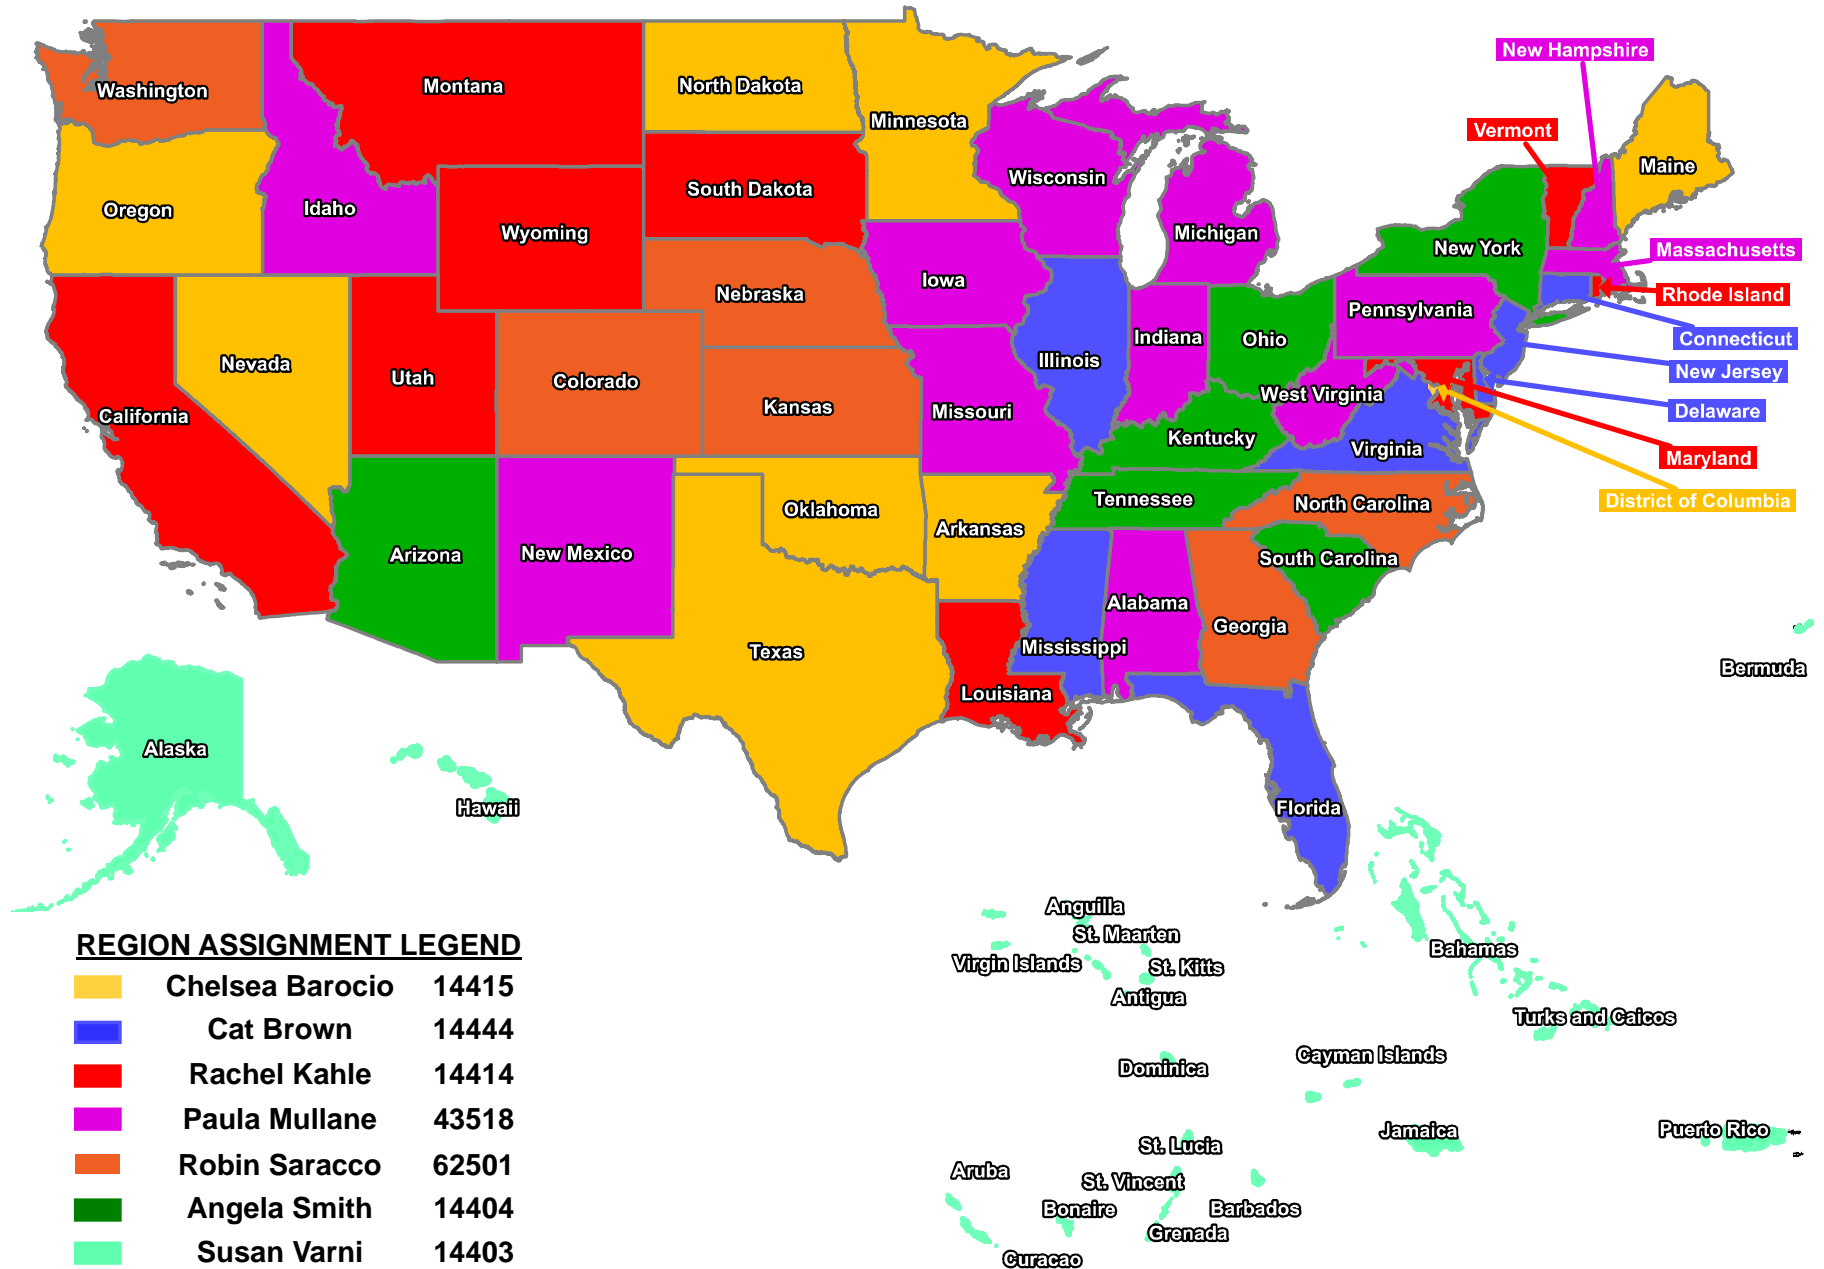 New Hampshire
Washington
Montana
North Dakota
Minnesota
Vermont
Maine
Oregon
Idaho
South Dakota
Wisconsin
Wyoming
Michigan
New York
Massachusetts
Iowa
Nebraska
Pennsylvania
Rhode Island
Nevada
Utah
Colorado
Kansas
Illinois
Indiana
Ohio
Connecticut
New Jersey
California
Missouri
West Virginia
Delaware
Kentucky
Virginia
Maryland
Arizona
New Mexico
Oklahoma
Arkansas
Tennessee
North Carolina
District of Columbia
South Carolina
Texas
Alabama
Georgia
Mississippi
Louisiana
Bermuda
Alaska
Hawaii
Florida
Anguilla
St. Maarten
Virgin Islands
St. Kitts
Antigua
Bahamas
Turks and Caicos
Dominica
Cayman Islands
St. Lucia
Jamaica
Puerto Rico
Aruba
St. Vincent
Bonaire
Barbados
Grenada
Curacao
REGION ASSIGNMENT LEGEND
Chelsea Barocio 14415
Cat Brown 14444
Rachel Kahle 14414
Paula Mullane 43518
Robin Saracco 62501
Angela Smith 14404
Susan Varni 14403